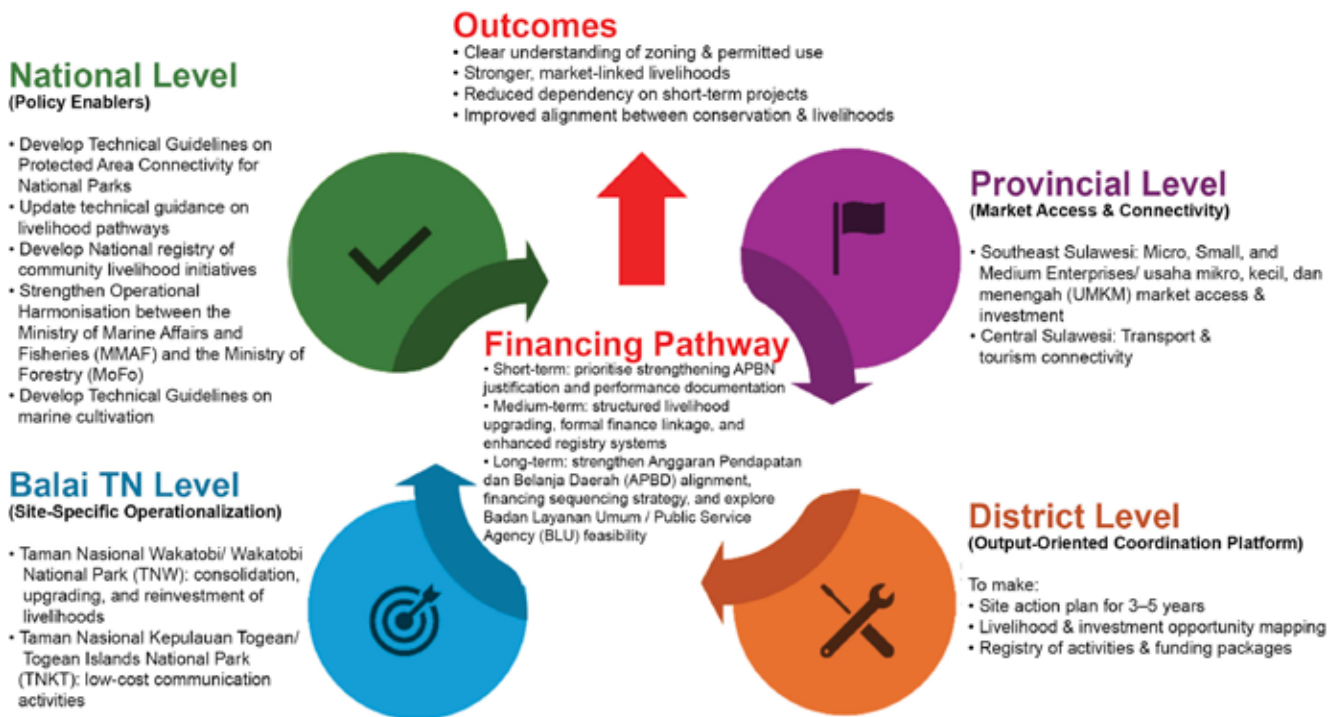 Outcomes
• Clear understanding of zoning & permitted use
• Stronger, market-linked livelihoods
• Reduced dependency on short-term projects
• Improved alignment between conservation & livelihoods
National Level
(Policy Enablers)
• Develop Technical Guidelines on
Protected Area Connectivity for
National Parks
• Update technical guidance on
livelihood pathways
• Develop National registry of
community livelihood initiatives
• Strengthen Operational
Harmonisation between the
Ministry of Marine Affairs and
Fisheries (MMAF) and the Ministry of
Forestry (MoFo)
• Develop Technical Guidelines on
marine cultivation
Provincial Level
(Market Access & Connectivity)
• Southeast Sulawesi: Micro, Small, and
Medium Enterprises/ usaha mikro, kecil, dan
menengah (UMKM) market access &
investment
• Central Sulawesi: Transport &
tourism connectivity
Financing Pathway
• Short-term: prioritise strengthening APBN
justification and performance documentation
• Medium-term: structured livelihood
upgrading, formal finance linkage, and
enhanced registry systems
• Long-term: strengthen Anggaran Pendapatan
dan Belanja Daerah (APBD) alignment,
financing sequencing strategy, and explore
Badan Layanan Umum / Public Service
Agency (BLU) feasibility
Balai TN Level
(Site-Specific Operationalization)
• Taman Nasional Wakatobi/ Wakatobi
National Park (TNW): consolidation,
upgrading, and reinvestment of
livelihoods
• Taman Nasional Kepulauan Togean/
Togean Islands National Park
(TNKT): low-cost communication
activities
District Level
(Output-Oriented Coordination Platform)
To make:
• Site action plan for 3–5 years
• Livelihood & investment opportunity mapping
• Registry of activities & funding packages